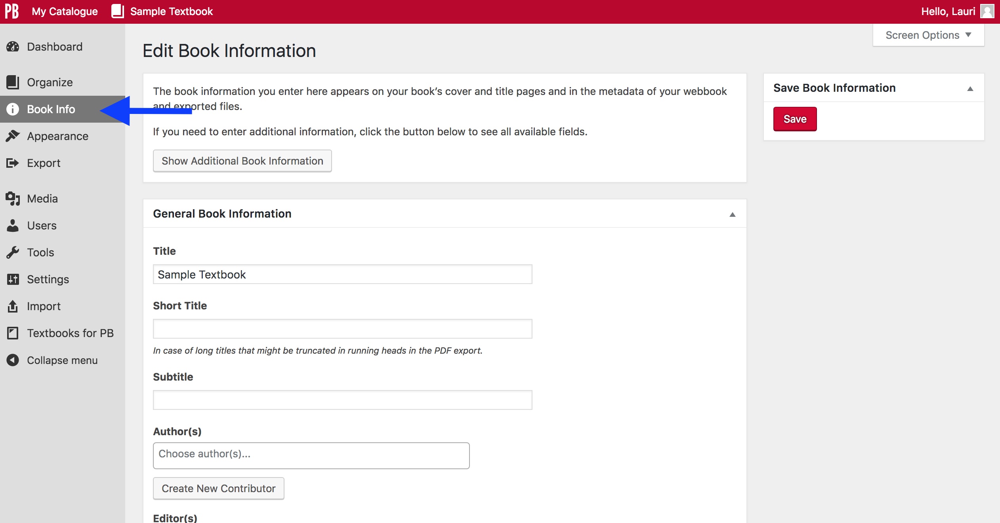 PB My Catalogue Sample Textbook Hello, Lauri
Screen Options
Dashboard
Organize
Book Info
Appearance
Export
Media
Users
Tools
Settings
Import
Textbooks for PB
Collapse menu
Edit Book Information
The book information you enter here appears on your book’s cover and title pages and in the metadata of your webbook
and exported files.
If you need to enter additional information, click the button below to see all available fields.
Show Additional Book Information
Save Book Information
Save
General Book Information
Title
Sample Textbook
Short Title
In case of long titles that might be truncated in running heads in the PDF export.
Subtitle
Author(s)
Choose author(s)...
Create New Contributor
Editor(s)